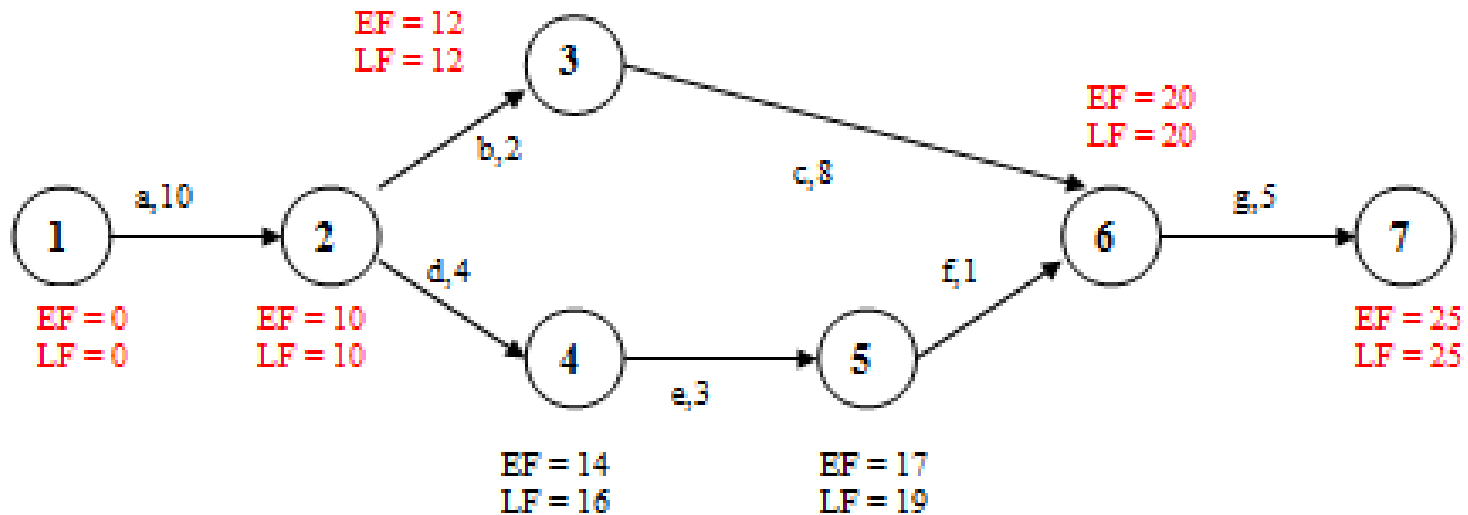 EF = 12
LF = 12
3
EF = 20
LF = 20
b,2
c,8
a,10
g,5
1
2
6
7
d,4
f,1
EF = 0
LF = 0
EF = 10
LF = 10
4
5
EF = 25
LF = 25
e,3
EF = 14
LF = 16
EF = 17
LF = 19